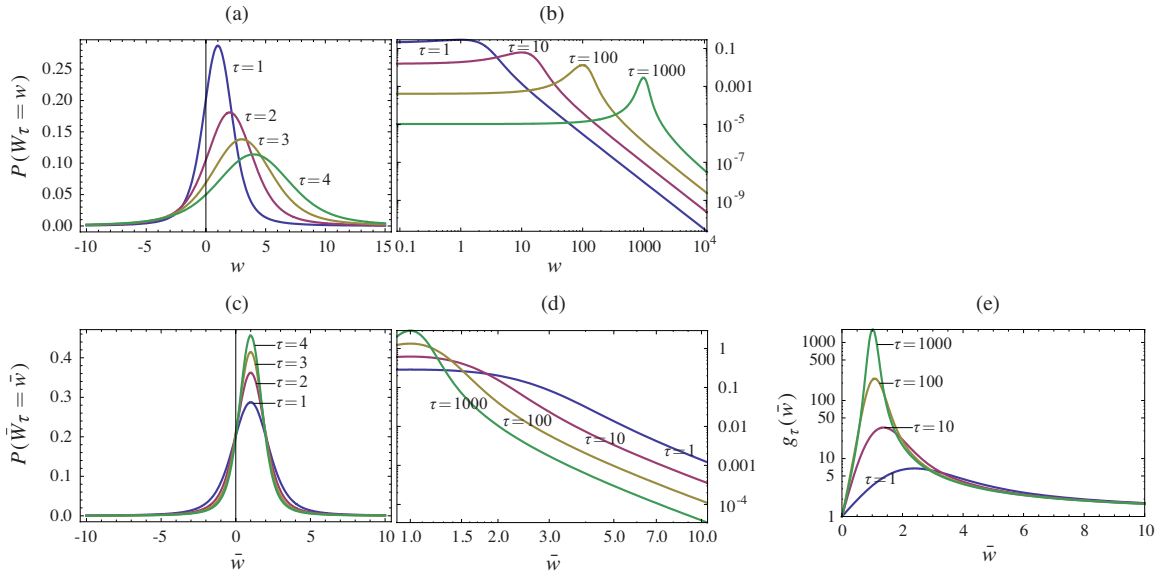 (a)
(b)
P(W_τ = w)
0.25
0.20
0.15
0.10
0.05
0.00
τ=1
τ=2
τ=3
τ=4
-10 -5 0 5 10 15
w
τ=1
τ=10
τ=100
τ=1000
0.1
0.001
10^-5
10^-7
10^-9
0.1 1 10 100 1000 10^4
w
(c)
(d)
(e)
P(W̄_τ = w̄)
0.4
0.3
0.2
0.1
0.0
τ=4
τ=3
τ=2
τ=1
-10 -5 0 5 10
w̄
τ=1000
τ=100
τ=10
τ=1
1
0.1
0.01
0.001
10^-4
1.0 1.5 2.0 3.0 5.0 7.0 10.0
w̄
g_τ(w̄)
1000
500
100
50
10
5
1
τ=1000
τ=100
τ=10
τ=1
0 2 4 6 8 10
w̄